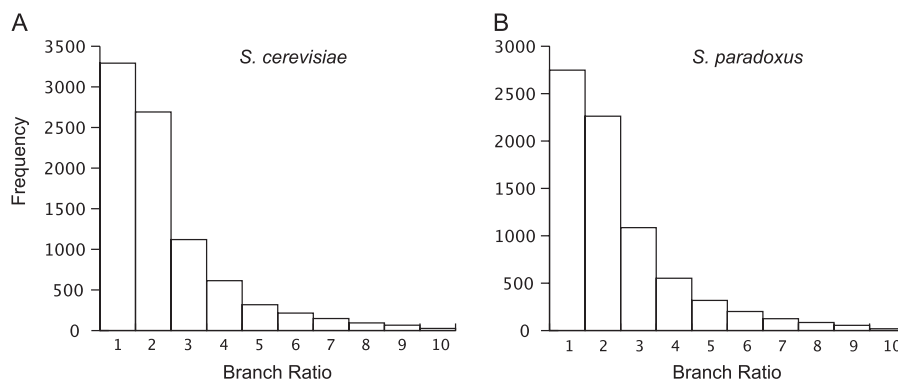 A
B
S. cerevisiae
S. paradoxus
3500
3000
2500
2000
1500
1000
500
0
Frequency
1 2 3 4 5 6 7 8 9 10
Branch Ratio
3000
2500
2000
1500
1000
500
0
1 2 3 4 5 6 7 8 9 10
Branch Ratio